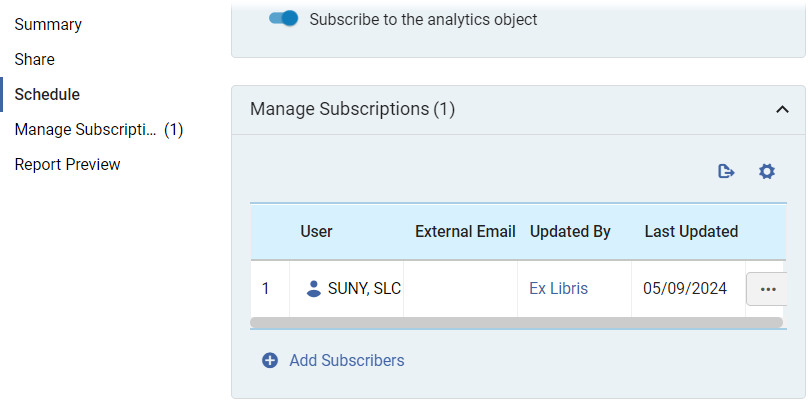 Summary
Share
Schedule
Manage Subscripti... (1)
Report Preview
Subscribe to the analytics object
Manage Subscriptions (1)
User External Email Updated By Last Updated
1 SUNY, SLC Ex Libris 05/09/2024
Add Subscribers